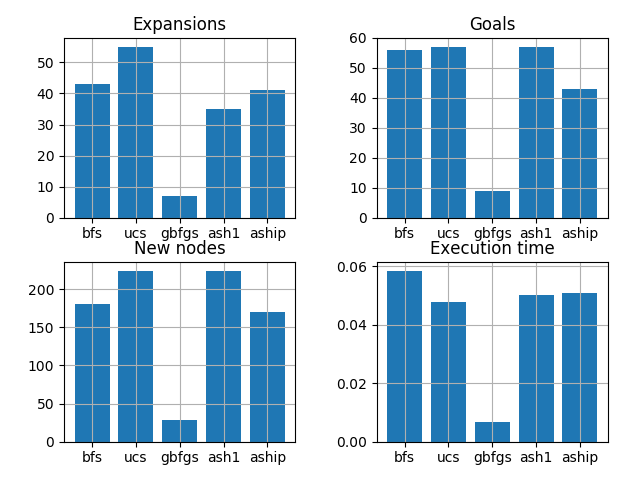 Expansions
50
40
30
20
10
0
bfs ucs gbfgs ash1 aship
Goals
60
50
40
30
20
10
0
bfs ucs gbfgs ash1 aship
New nodes
200
150
100
50
0
bfs ucs gbfgs ash1 aship
Execution time
0.06
0.04
0.02
0.00
bfs ucs gbfgs ash1 aship